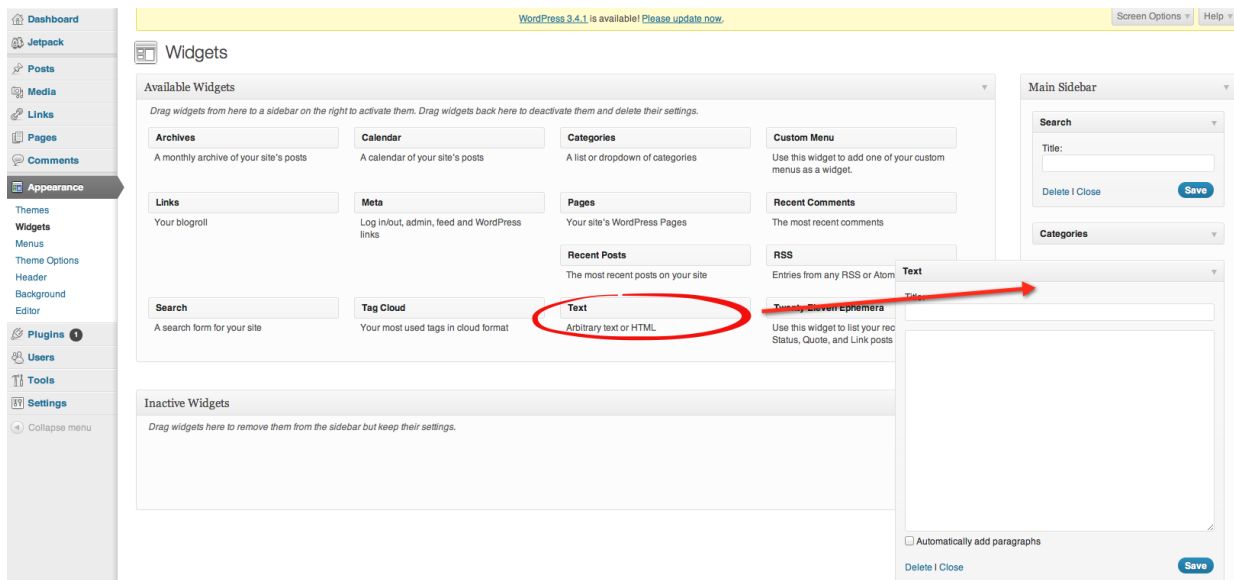 Dashboard
Jetpack
Posts
Media
Links
Pages
Comments
Appearance
Themes
Widgets
Menus
Theme Options
Header
Background
Editor
Plugins 1
Users
Tools
Settings
Collapse menu
WordPress 3.4.1 is available! Please update now.
Screen Options
Help
Widgets
Available Widgets
Drag widgets from here to a sidebar on the right to activate them. Drag widgets back here to deactivate them and delete their settings.
Archives
A monthly archive of your site's posts
Calendar
A calendar of your site's posts
Categories
A list or dropdown of categories
Custom Menu
Use this widget to add one of your custom
menus as a widget.
Links
Your blogroll
Meta
Log in/out, admin, feed and WordPress
links
Pages
Your site's WordPress Pages
Recent Comments
The most recent comments
Recent Posts
The most recent posts on your site
RSS
Entries from any RSS or Atom
Search
A search form for your site
Tag Cloud
Your most used tags in cloud format
Text
Arbitrary text or HTML
Twenty Eleven Ephemera
Use this widget to list your rec
Status, Quote, and Link posts
Inactive Widgets
Drag widgets here to remove them from the sidebar but keep their settings.
Main Sidebar
Search
Title:
Delete | Close
Save
Categories
Text
Title:
Automatically add paragraphs
Delete | Close
Save